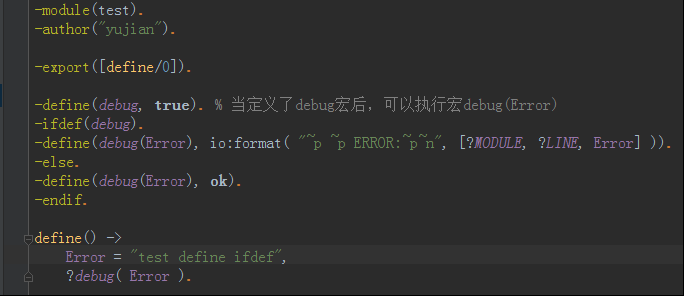 -module(test).
-author("yujian").
-export([define/0]).
-define(debug, true). % 当定义了debug宏后，可以执行宏debug(Error)
-ifdef(debug).
-define(debug(Error), io:format( "~p ~p ERROR:~p~n", [?MODULE, ?LINE, Error] )).
-else.
-define(debug(Error), ok).
-endif.
define() ->
Error = "test define ifdef",
?debug( Error ).